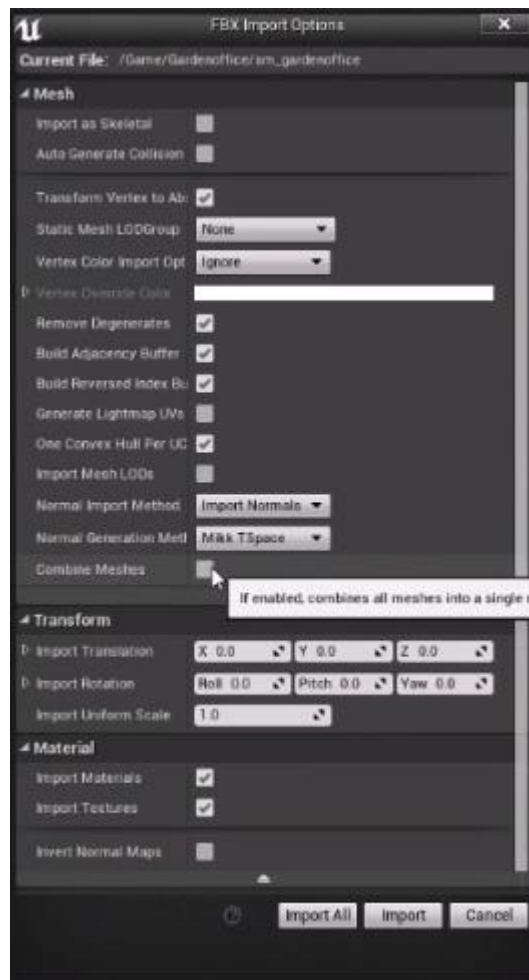 FBX Import Options
Current File: /Game/Gardenoffice/sm_gardenoffice
Mesh
Import as Skeletal
Auto Generate Collision
Transform Vertex to Ab
Static Mesh LODGroup None
Vertex Color Import Opt Ignore
Vertex Override Color
Remove Degenerates
Build Adjacency Buffer
Build Reversed Index Bu
Generate Lightmap UVs
One Convex Hull Per UC
Import Mesh LODs
Normal Import Method Import Normals
Normal Generation Met Mikk TSpace
Combine Meshes
If enabled, combines all meshes into a single
Transform
Import Translation X 0.0 Y 0.0 Z 0.0
Import Rotation Roll 0.0 Pitch 0.0 Yaw 0.0
Import Uniform Scale 1.0
Material
Import Materials
Import Textures
Invert Normal Maps
Import All Import Cancel